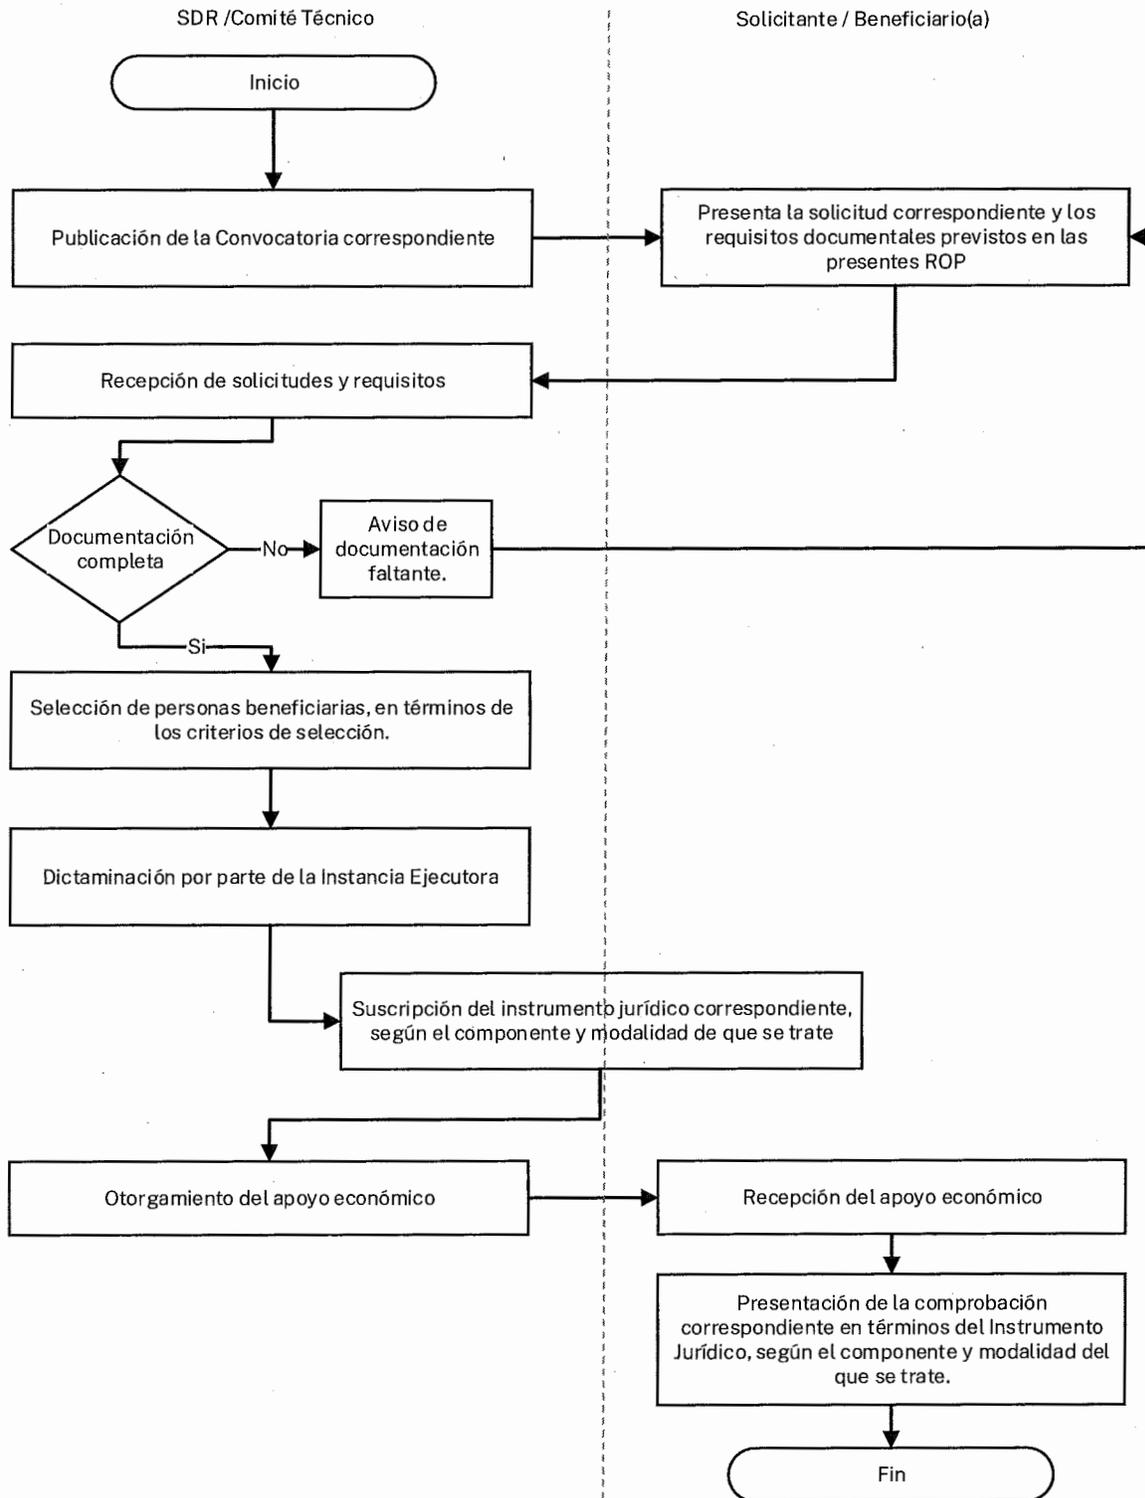 SDR /Comité Técnico
Solicitante / Beneficiario(a)
Inicio
Publicación de la Convocatoria correspondiente
Presenta la solicitud correspondiente y los
requisitos documentales previstos en las
presentes ROP
Recepción de solicitudes y requisitos
Documentación
completa
No
Aviso de
documentación
faltante.
Si
Selección de personas beneficiarias, en términos de
los criterios de selección.
Dictaminación por parte de la Instancia Ejecutora
Suscripción del instrumento jurídico correspondiente,
según el componente y modalidad de que se trate
Otorgamiento del apoyo económico
Recepción del apoyo económico
Presentación de la comprobación
correspondiente en términos del Instrumento
Jurídico, según el componente y modalidad del
que se trate.
Fin